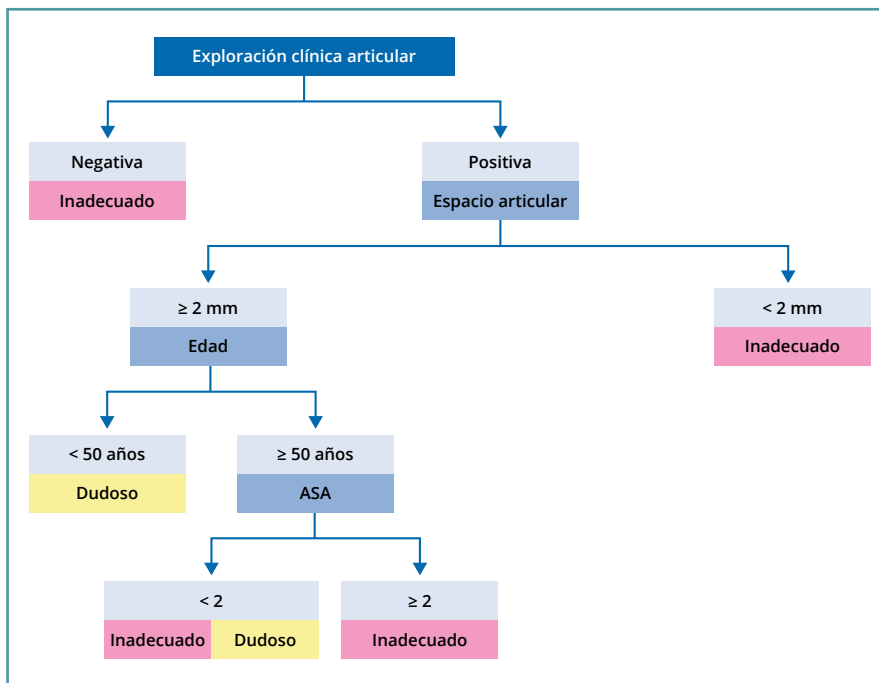 Exploración clínica articular
Negativa
Inadecuado
Positiva
Espacio articular
≥ 2 mm
Edad
< 2 mm
Inadecuado
< 50 años
Dudoso
≥ 50 años
ASA
< 2
Inadecuado
Dudoso
≥ 2
Inadecuado